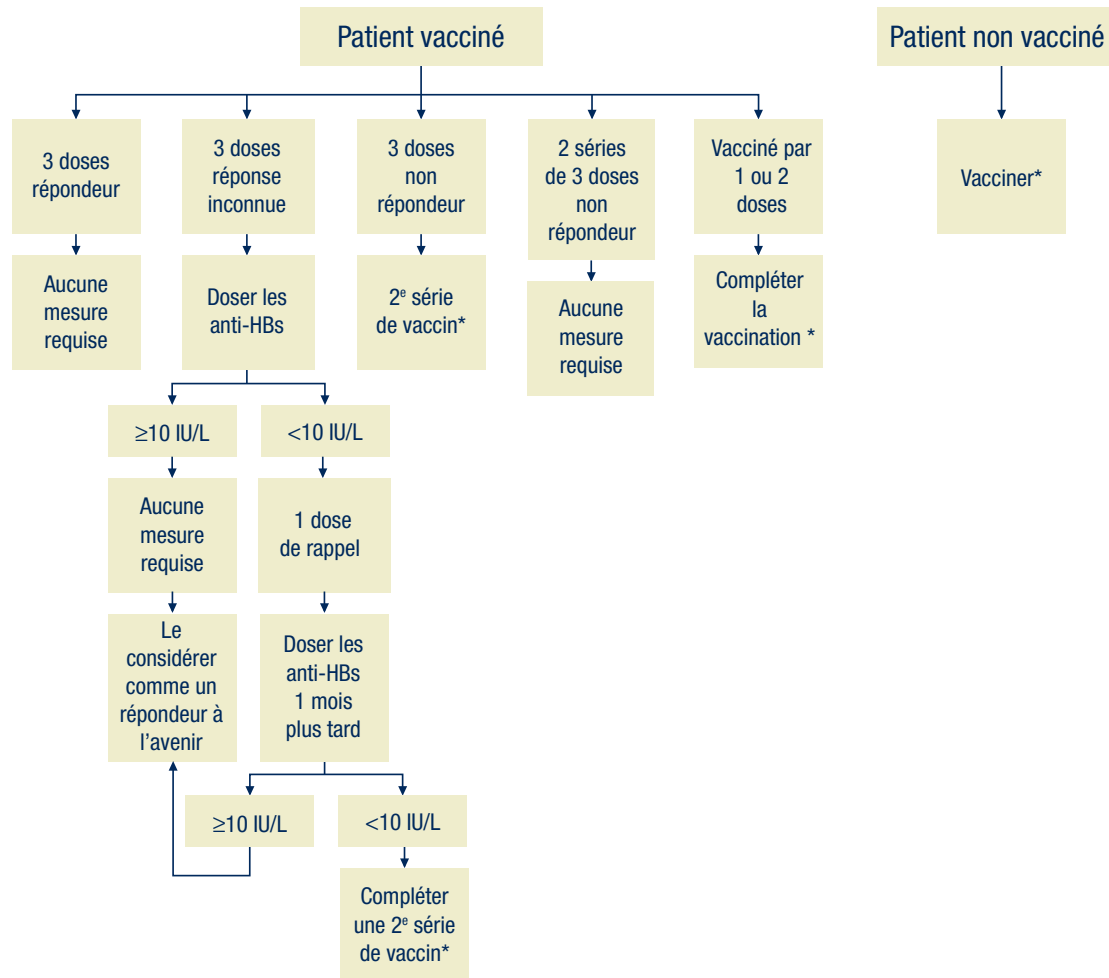 Patient vacciné
Patient non vacciné
3 doses
répondeur
3 doses
réponse
inconnue
3 doses
non
répondeur
2 séries
de 3 doses
non
répondeur
Vacciné par
1 ou 2
doses
Vacciner*
Aucune
mesure
requise
Doser les
anti-HBs
2e série
de vaccin*
Aucune
mesure
requise
Compléter
la
vaccination *
≥10 IU/L
<10 IU/L
Aucune
mesure
requise
1 dose
de rappel
Le
considérer
comme un
répondeur à
l’avenir
Doser les
anti-HBs
1 mois
plus tard
≥10 IU/L
<10 IU/L
Compléter
une 2e série
de vaccin*